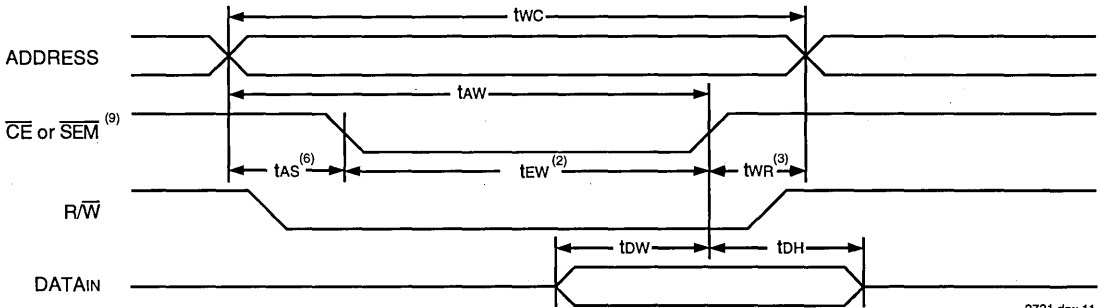 tWC
ADDRESS
tAW
CE or SEM (9)
tAS(6) tEW(2) tWR(3)
R/W
tDW tDH
DATAIN